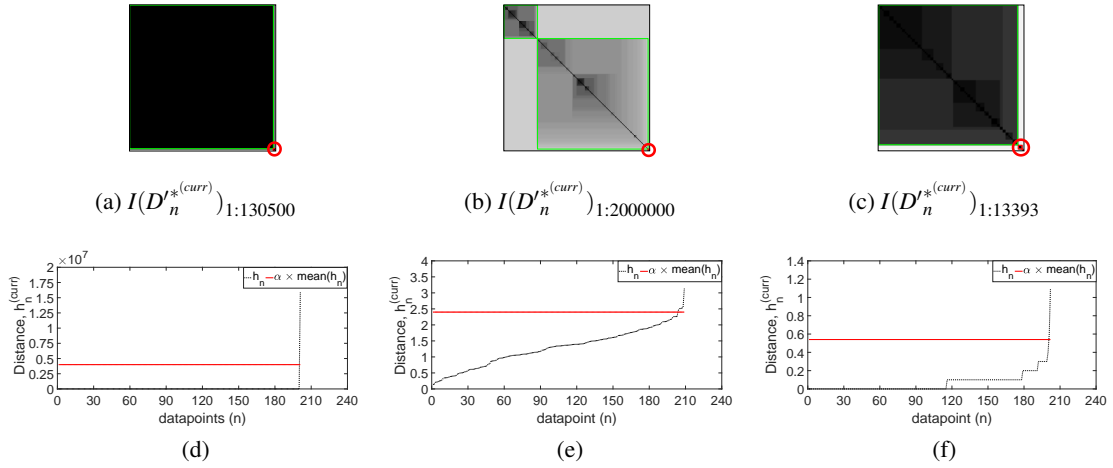 (a) I(D′*_n^(curr))_1:130500
(b) I(D′*_n^(curr))_1:2000000
(c) I(D′*_n^(curr))_1:13393
× 10^7
2
1.75
1.5
1.25
1
0.75
0.5
0.25
0
Distance, h_n^(curr)
h_n α × mean(h_n)
0 30 60 90 120 150 180 210 240
datapoints (n)
(d)
4
3.5
3
2.5
2
1.5
1
0.5
0
Distance, h_n^(curr)
h_n α × mean(h_n)
0 30 60 90 120 150 180 210 240
datapoint (n)
(e)
1.4
1.2
1
0.8
0.6
0.4
0.2
0
Distance, h_n^(curr)
h_n α × mean(h_n)
0 30 60 90 120 150 180 210 240
datapoint (n)
(f)